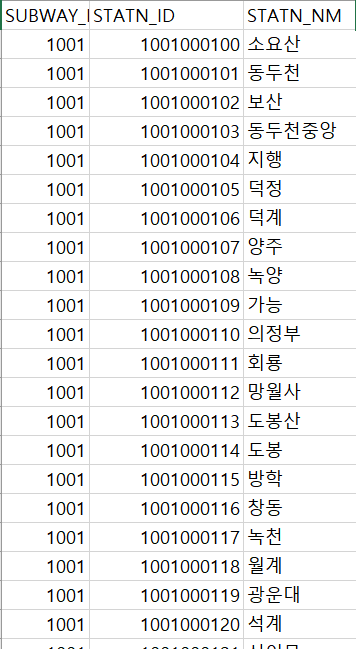 SUBWAY_I STATN_ID STATN_NM
1001 1001000100 소요산
1001 1001000101 동두천
1001 1001000102 보산
1001 1001000103 동두천중앙
1001 1001000104 지행
1001 1001000105 덕정
1001 1001000106 덕계
1001 1001000107 양주
1001 1001000108 녹양
1001 1001000109 가능
1001 1001000110 의정부
1001 1001000111 회룡
1001 1001000112 망월사
1001 1001000113 도봉산
1001 1001000114 도봉
1001 1001000115 방학
1001 1001000116 창동
1001 1001000117 녹천
1001 1001000118 월계
1001 1001000119 광운대
1001 1001000120 석계